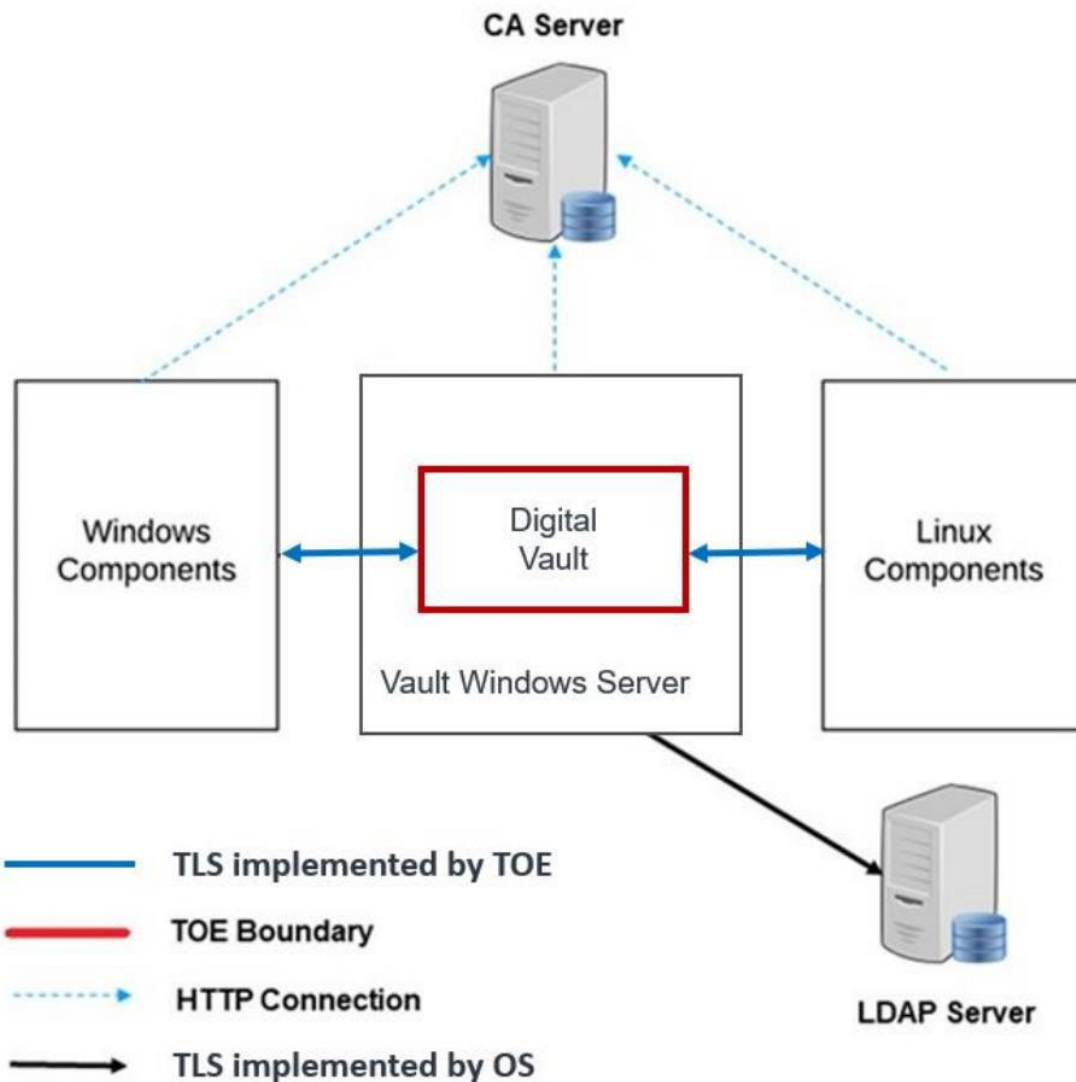 CA Server
Windows
Components
Digital
Vault
Vault Windows Server
Linux
Components
TLS implemented by TOE
TOE Boundary
HTTP Connection
TLS implemented by OS
LDAP Server